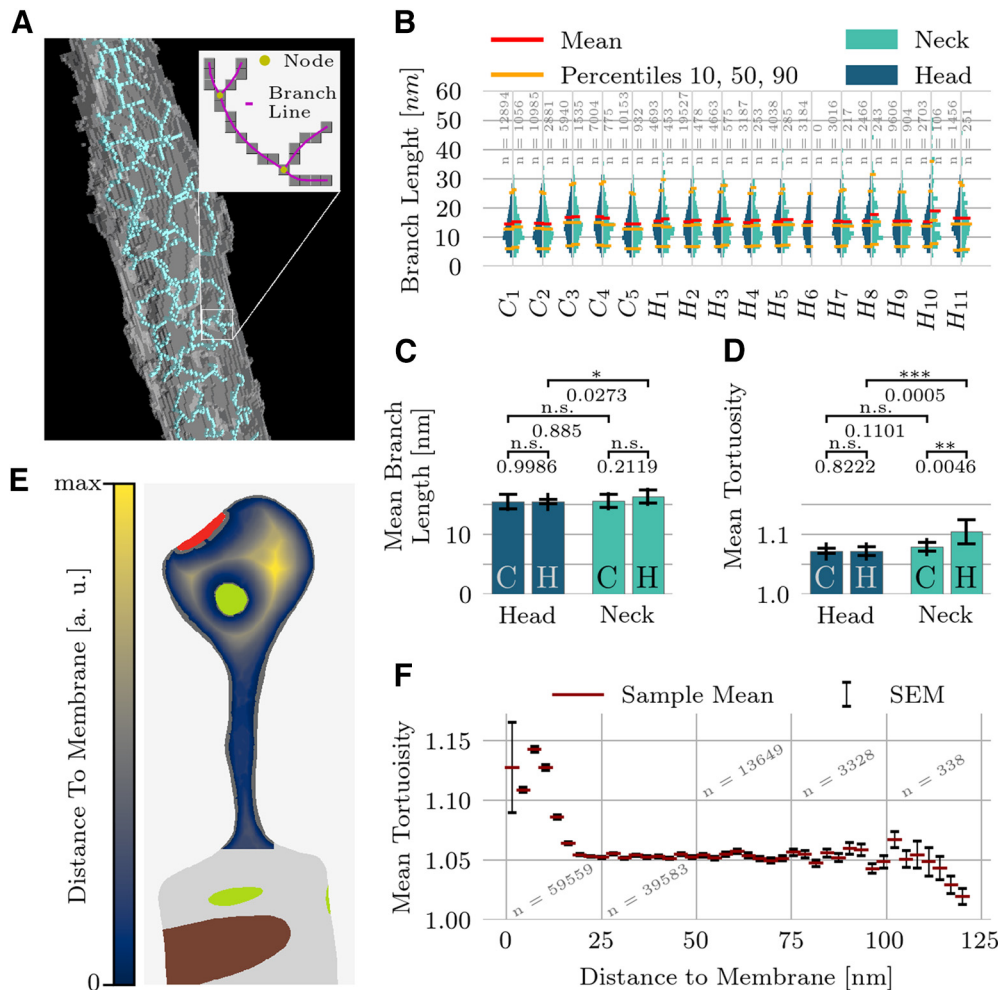 A
Node
Branch
Line
B
Mean
Percentiles 10, 50, 90
Neck
Head
Branch Lenght [nm]
60
50
40
30
20
10
0
n = 12894
n = 1056
n = 10985
n = 2881
n = 5940
n = 1535
n = 7004
n = 775
n = 10153
n = 932
n = 4693
n = 453
n = 19527
n = 478
n = 4663
n = 575
n = 3187
n = 253
n = 4038
n = 285
n = 3184
n = 0
n = 3016
n = 217
n = 2466
n = 243
n = 9606
n = 904
n = 2703
n = 106
n = 1456
n = 251
C1 C2 C3 C4 C5 H1 H2 H3 H4 H5 H6 H7 H8 H9 H10 H11
C
Mean Branch
Length [nm]
*
0.0273
n.s.
0.885
n.s.
0.9986
n.s.
0.2119
10
0
C H C H
Head Neck
D
Mean Tortuosity
***
0.0005
n.s.
0.1101
n.s.
0.8222
**
0.0046
1.1
1.0
C H C H
Head Neck
E
max
Distance To Membrane [a. u.]
0
F
Sample Mean
SEM
Mean Tortuoisity
1.15
1.10
1.05
1.00
n = 59559
n = 39583
n = 13649
n = 3328
n = 338
0 25 50 75 100 125
Distance to Membrane [nm]